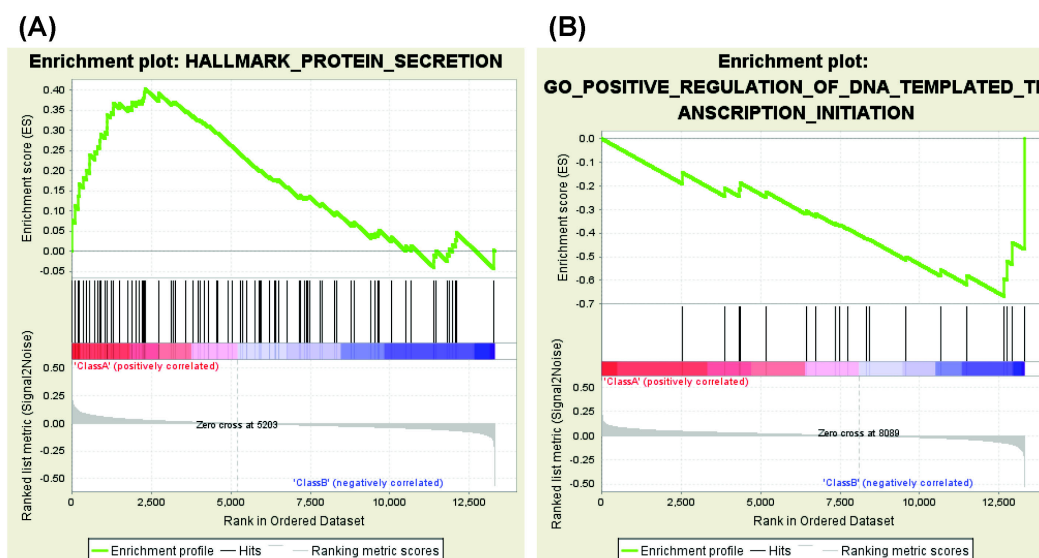 (A)
Enrichment plot: HALLMARK_PROTEIN_SECRETION
Enrichment score (ES)
0.40
0.35
0.30
0.25
0.20
0.15
0.10
0.05
0.00
-0.05
'ClassA' (positively correlated)
Ranked list metric (Signal2Noise)
0.50
0.25
0.00
-0.25
-0.50
Zero cross at 5203
'ClassB' (negatively correlated)
0 2,500 5,000 7,500 10,000 12,500
Rank in Ordered Dataset
Enrichment profile Hits Ranking metric scores
(B)
Enrichment plot:
GO_POSITIVE_REGULATION_OF_DNA_TEMPLATED_TR
ANSCRIPTION_INITIATION
Enrichment score (ES)
0.0
-0.1
-0.2
-0.3
-0.4
-0.5
-0.6
-0.7
'ClassA' (positively correlated)
Ranked list metric (Signal2Noise)
0.50
0.25
0.00
-0.25
-0.50
Zero cross at 8089
'ClassB' (negatively correlated)
0 2,500 5,000 7,500 10,000 12,500
Rank in Ordered Dataset
Enrichment profile Hits Ranking metric scores